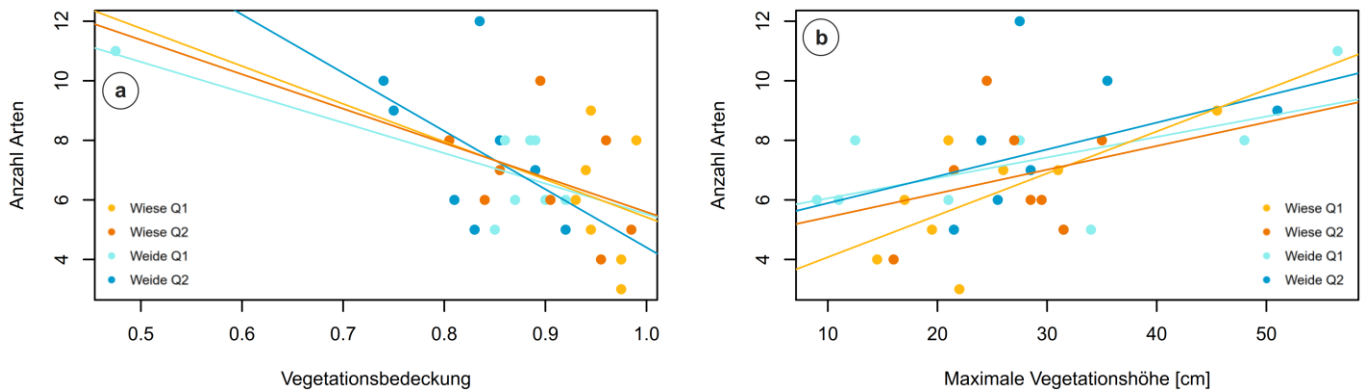 12
10
8
6
4
Anzahl Arten
a
Wiese Q1
Wiese Q2
Weide Q1
Weide Q2
0.5 0.6 0.7 0.8 0.9 1.0
Vegetationsbedeckung
12
10
8
6
4
Anzahl Arten
b
Wiese Q1
Wiese Q2
Weide Q1
Weide Q2
10 20 30 40 50
Maximale Vegetationshöhe [cm]